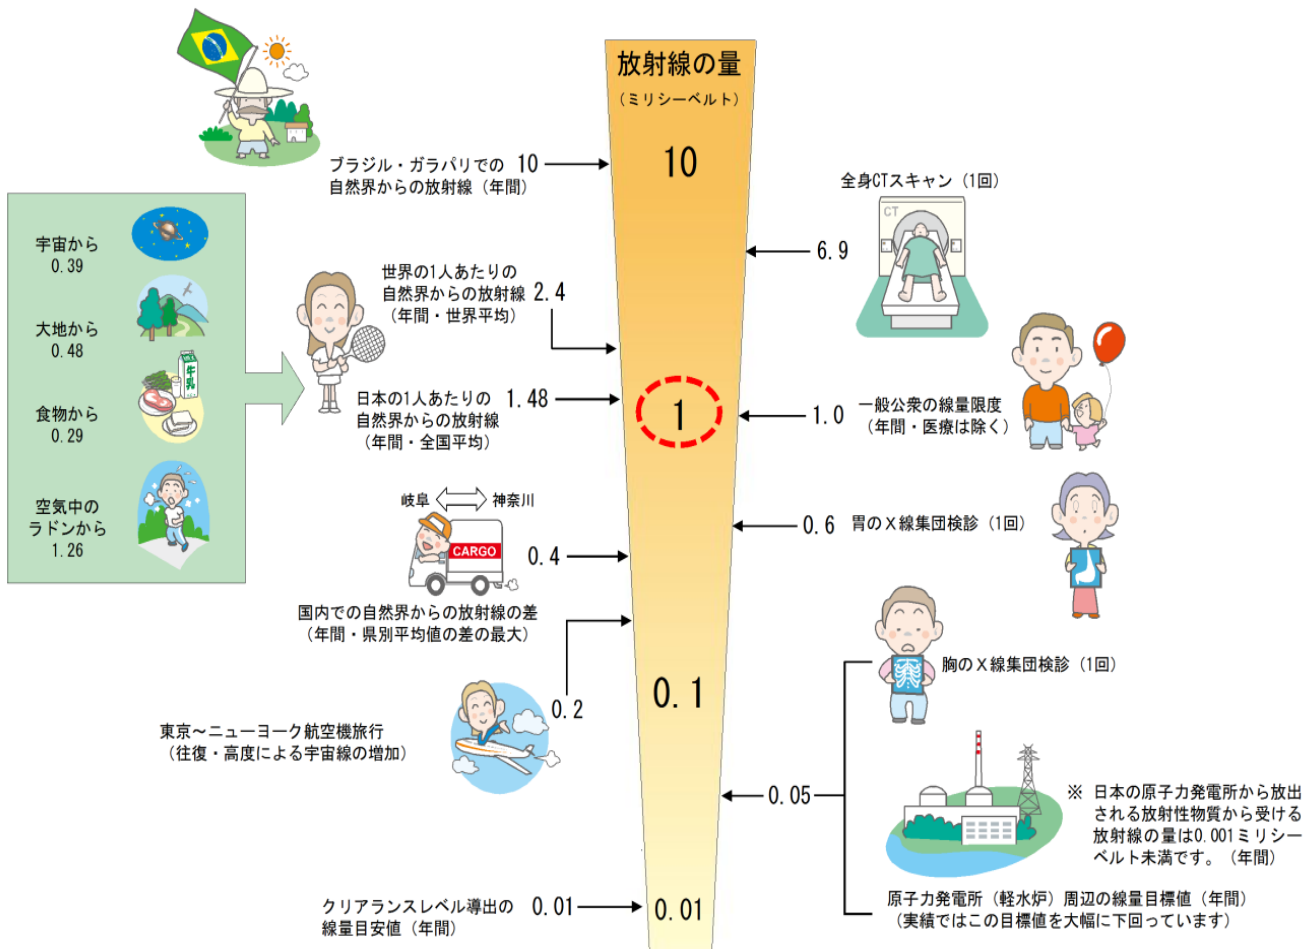 放射線の量
(ミリシーベルト)
10
1
0.1
0.01
ブラジル・ガラパリでの 10
自然界からの放射線（年間）
宇宙から
0.39
大地から
0.48
食物から
0.29
空気中の
ラドンから
1.26
牛乳
世界の1人あたりの
自然界からの放射線 2.4
（年間・世界平均）
日本の1人あたりの 1.48
自然界からの放射線
（年間・全国平均）
岐阜 神奈川
CARGO
0.4
国内での自然界からの放射線の差
（年間・県別平均値の差の最大）
0.2
東京～ニューヨーク航空機旅行
（往復・高度による宇宙線の増加）
クリアランスレベル導出の 0.01
線量目安値（年間）
全身CTスキャン（1回）
CT
6.9
1.0 一般公衆の線量限度
（年間・医療は除く）
0.6 胃のX線集団検診（1回）
胸のX線集団検診（1回）
0.05
※ 日本の原子力発電所から放出
される放射性物質から受ける
放射線の量は0.001ミリシー
ベルト未満です。（年間）
原子力発電所（軽水炉）周辺の線量目標値（年間）
（実績ではこの目標値を大幅に下回っています）